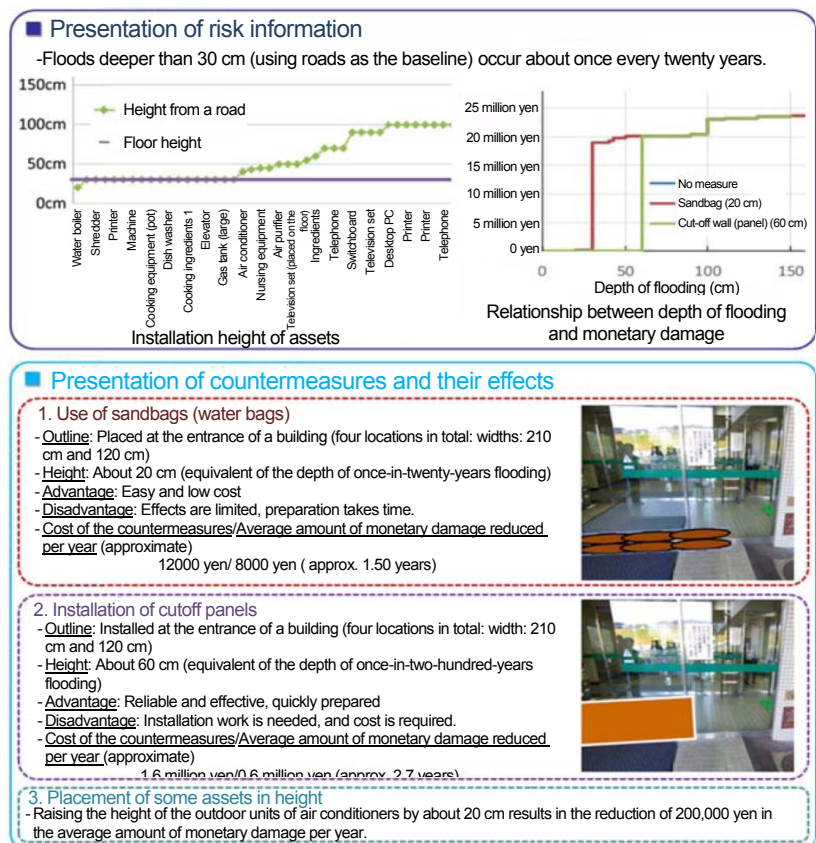 Presentation of risk information
-Floods deeper than 30 cm (using roads as the baseline) occur about once every twenty years.
150cm
100cm
50cm
0cm
Height from a road
Floor height
Water boiler
Shredder
Printer
Machine
Cooking equipment (pot)
Dish washer
Cooking ingredients 1
Elevator
Gas tank (large)
Air conditioner
Nursing equipment
Air purifier
Television set (placed on the
floor)
Ingredients
Telephone
Switchboard
Television set
Desktop PC
Printer
Printer
Telephone
Installation height of assets
25 million yen
20 million yen
15 million yen
10 million yen
5 million yen
0 yen
No measure
Sandbag (20 cm)
Cut-off wall (panel) (60 cm)
0
50
100
150
Depth of flooding (cm)
Relationship between depth of flooding
and monetary damage
Presentation of countermeasures and their effects
1. Use of sandbags (water bags)
- Outline: Placed at the entrance of a building (four locations in total: widths: 210
cm and 120 cm)
- Height: About 20 cm (equivalent of the depth of once-in-twenty-years flooding)
- Advantage: Easy and low cost
- Disadvantage: Effects are limited, preparation takes time.
- Cost of the countermeasures/Average amount of monetary damage reduced
per year (approximate)
12000 yen/ 8000 yen ( approx. 1.50 years)
2. Installation of cutoff panels
- Outline: Installed at the entrance of a building (four locations in total: width: 210
cm and 120 cm)
- Height: About 60 cm (equivalent of the depth of once-in-two-hundred-years
flooding)
- Advantage: Reliable and effective, quickly prepared
- Disadvantage: Installation work is needed, and cost is required.
- Cost of the countermeasures/Average amount of monetary damage reduced
per year (approximate)
1.6 million yen/0.6 million yen (approx. 2.7 years)
3. Placement of some assets in height
- Raising the height of the outdoor units of air conditioners by about 20 cm results in the reduction of 200,000 yen in
the average amount of monetary damage per year.